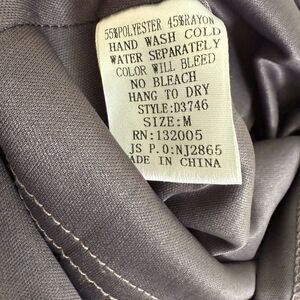 55%POLYESTER 45%RAYON
HAND WASH COLD
WATER SEPARATELY
COLOR WILL BLEED
NO BLEACH
HANG TO DRY
STYLE:D3746
SIZE:M
RN:132005
JS P.O:NJ2865
MADE IN CHINA